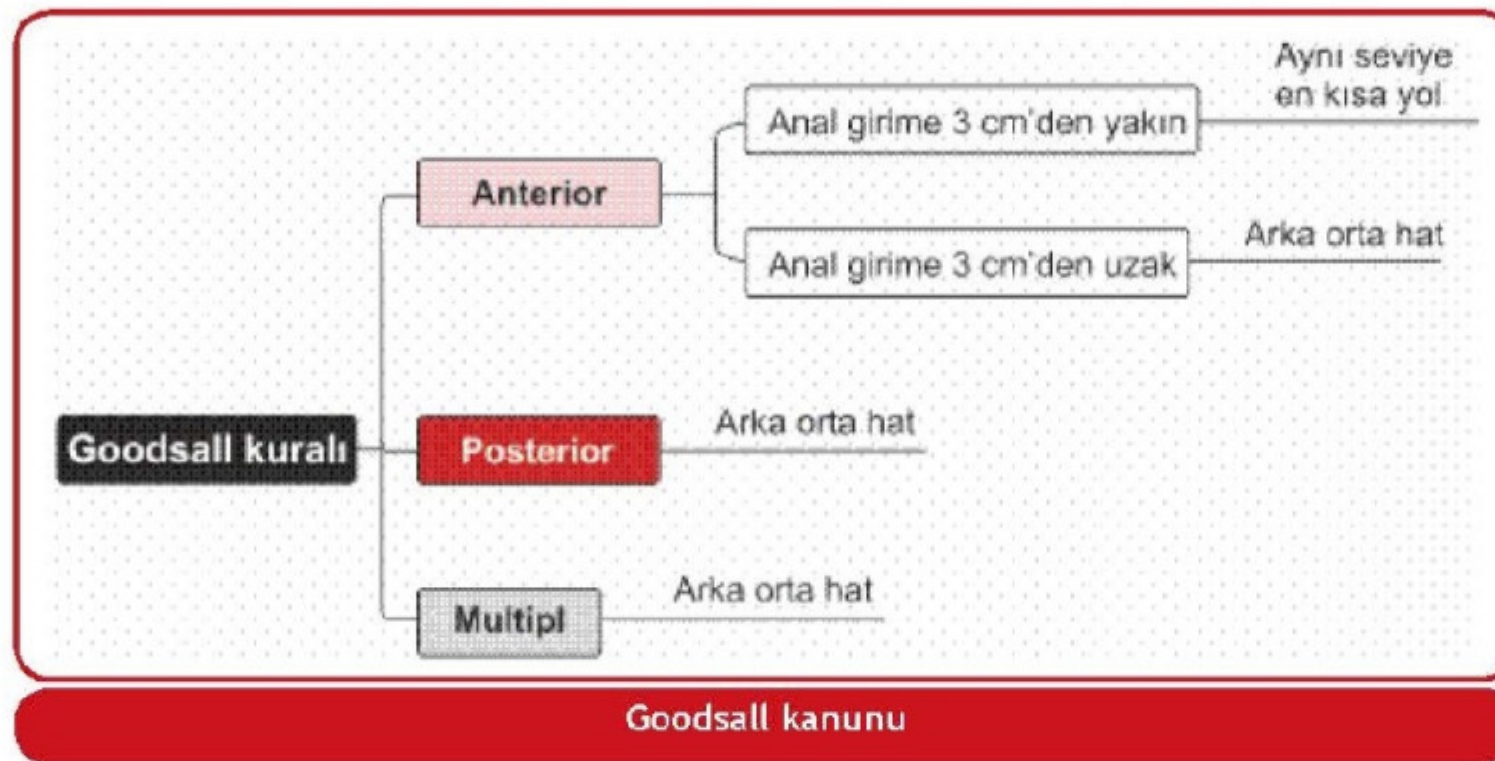 Aynı seviye
en kısa yol
Anal girime 3 cm'den yakın
Anterior
Arka orta hat
Anal girime 3 cm'den uzak
Arka orta hat
Goodsall kuralı
Posterior
Arka orta hat
Multipl
Goodsall kanunu